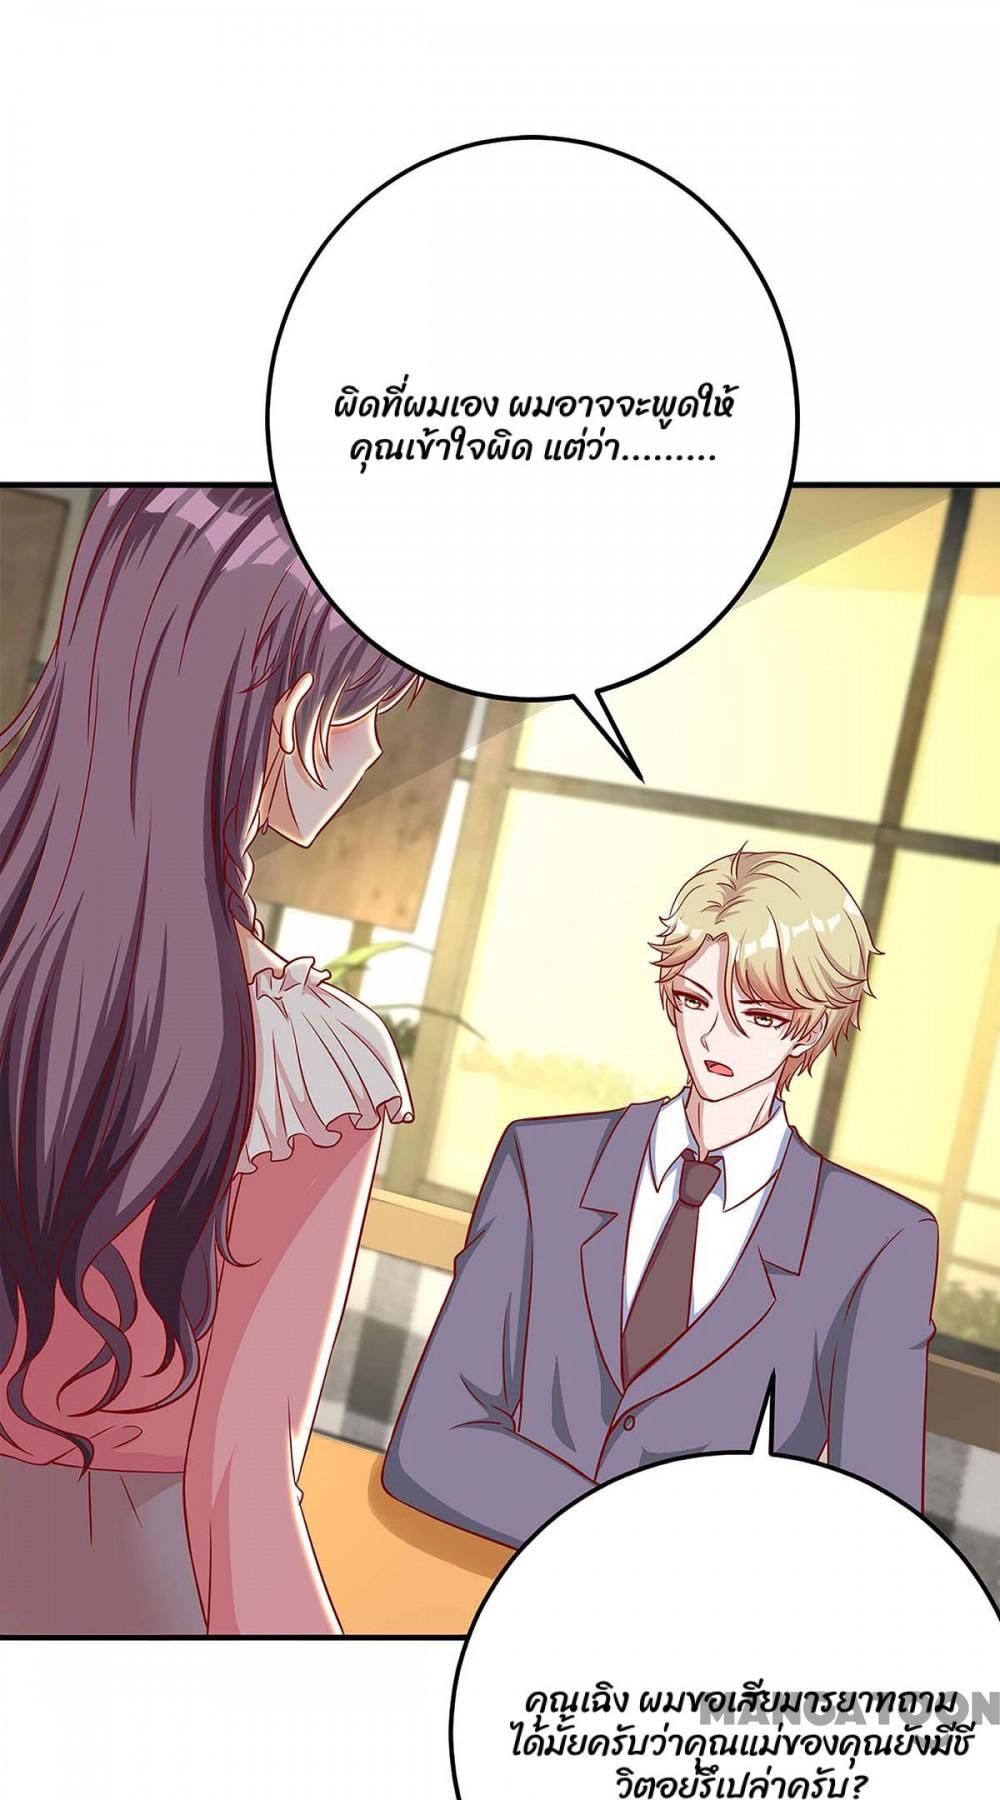 ผิดที่ผมเอง ผมอาจจะพูดให้
คุณเข้าใจผิด แต่ว่า.........
คุณเฉิง ผมขอเสียมารยาทถาม
MANGATOON
ได้มั้ยครับว่าคุณแม่ของคุณยังมีชี
วิตอยู่รึเปล่าครับ?